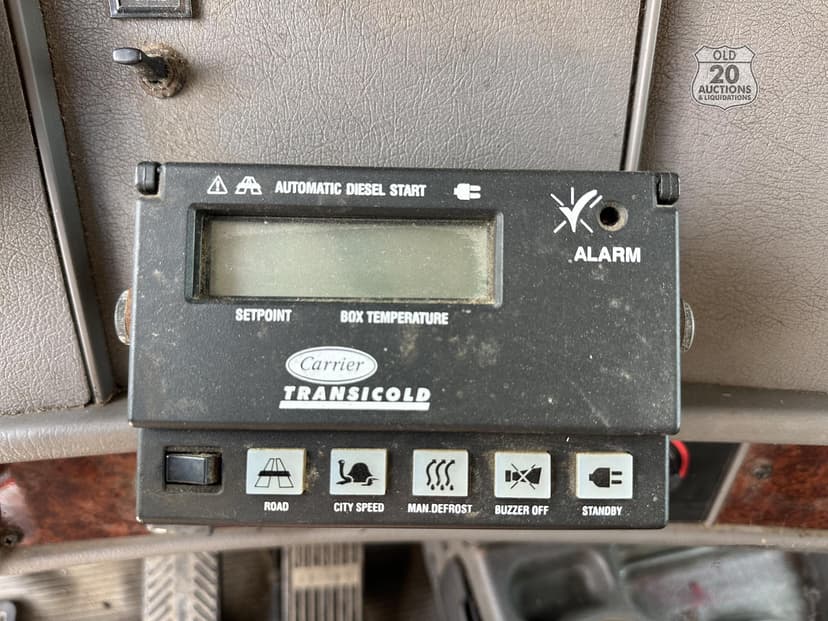 OLD
20
AUCTIONS
& LIQUIDATIONS
AUTOMATIC DIESEL START
ALARM
SETPOINT BOX TEMPERATURE
Carrier
TRANSICOLD
ROAD CITY SPEED MAN.DEFROST BUZZER OFF STANDBY